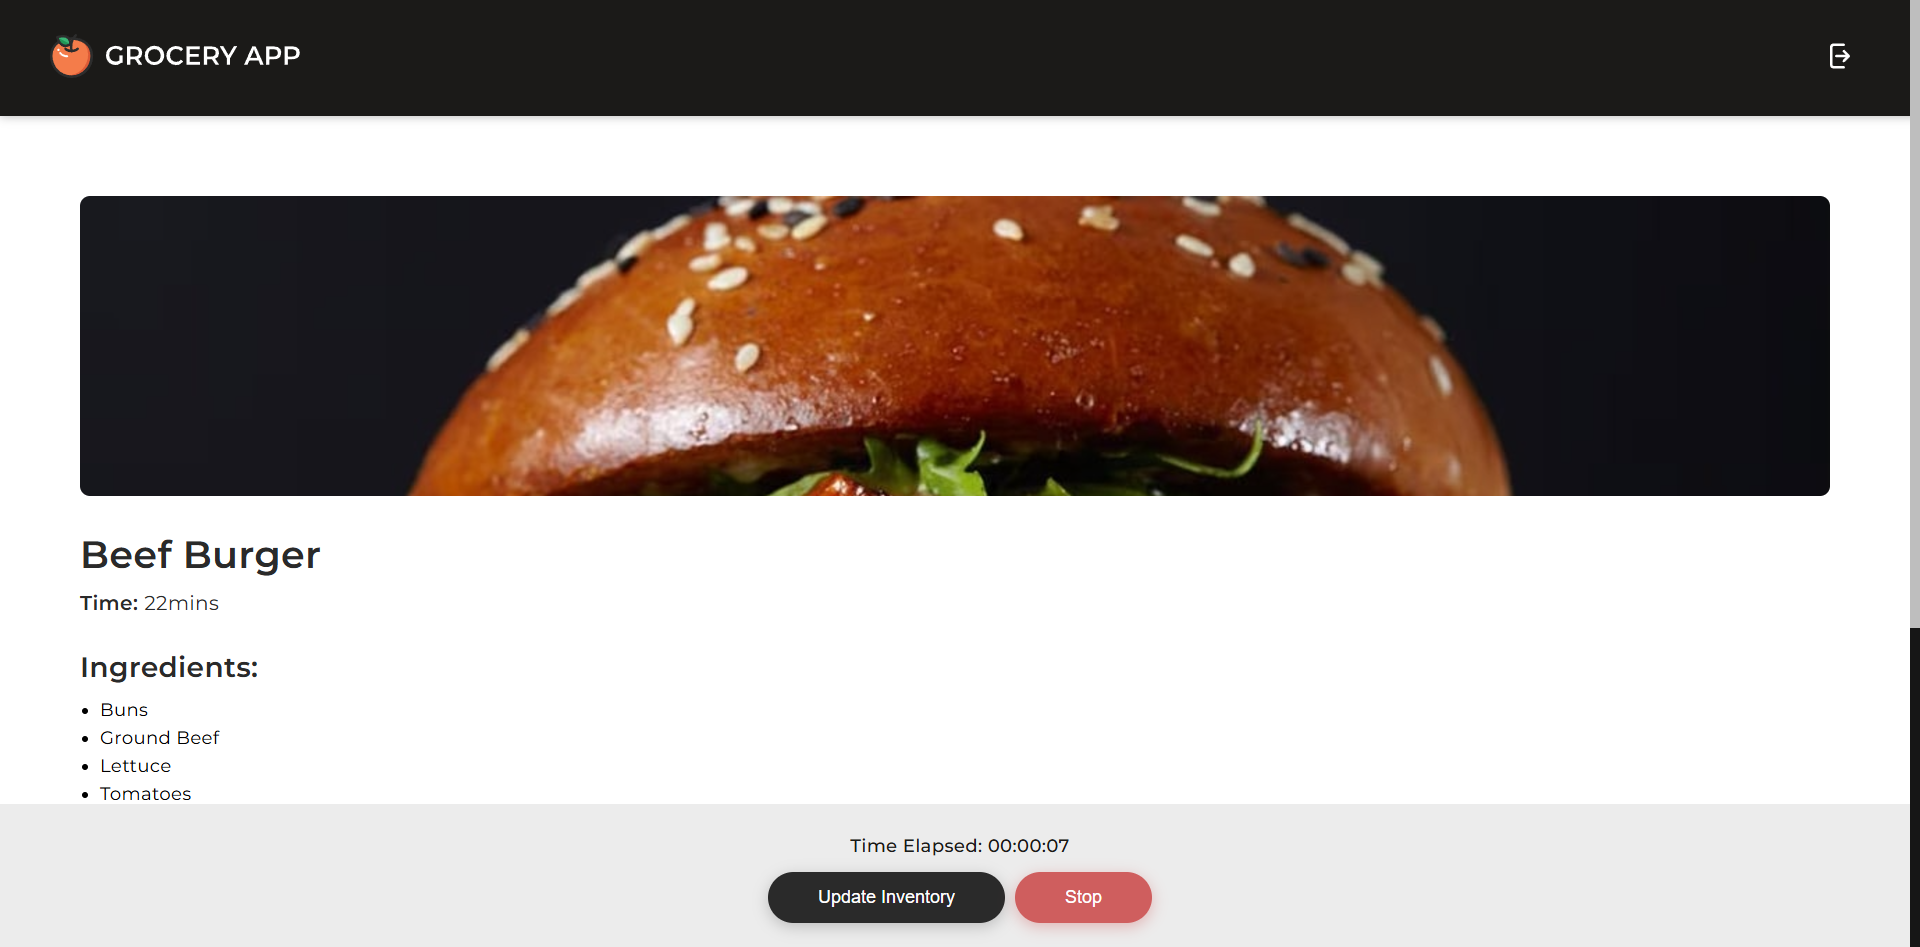 GROCERY APP
Beef Burger
Time: 22mins
Ingredients:
• Buns
• Ground Beef
• Lettuce
• Tomatoes
Time Elapsed: 00:00:07
Update Inventory
Stop